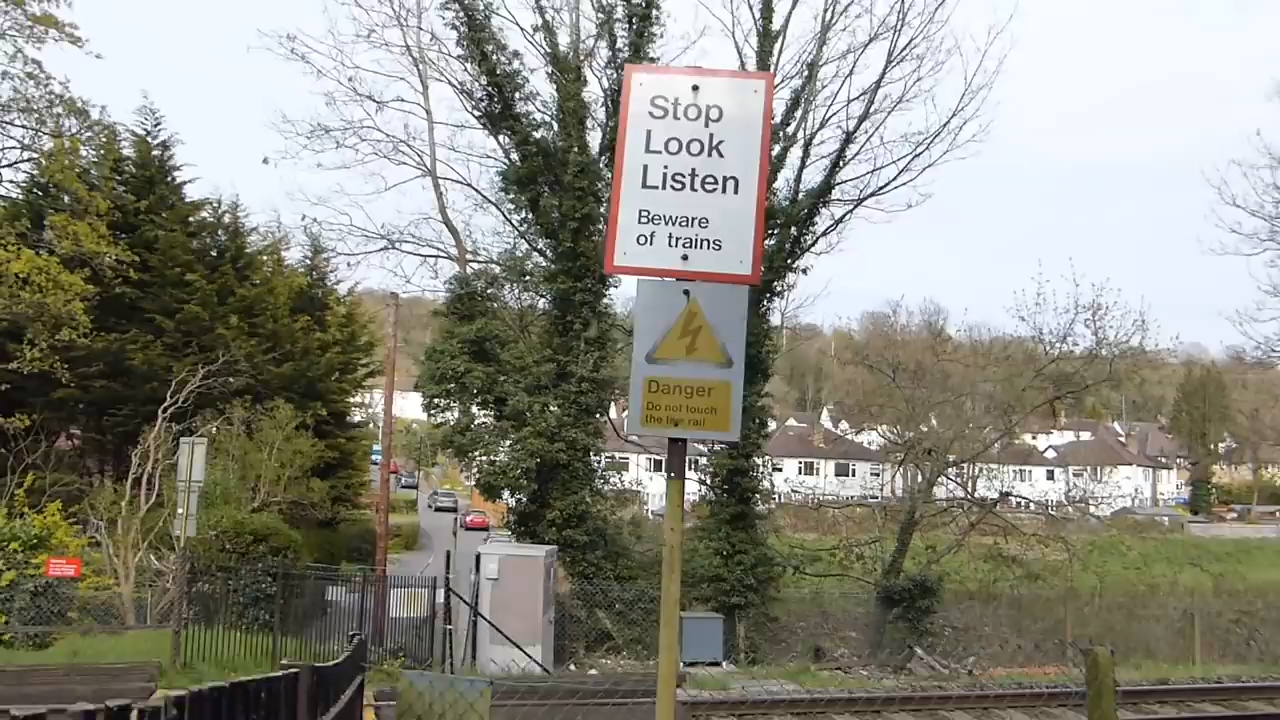 Stop
Look
Listen
Beware
of trains
Danger
Do not touch
the live rail